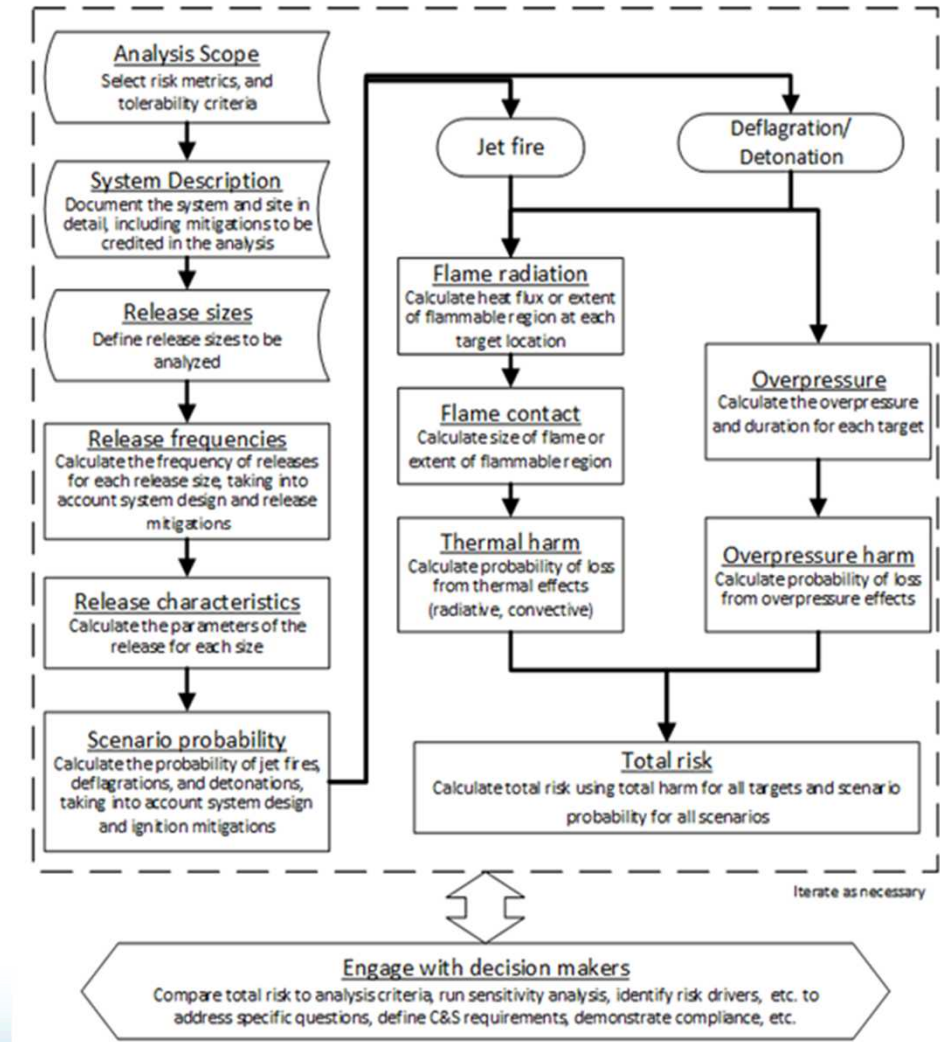 Analysis Scope
Select risk metrics, and
tolerability criteria
System Description
Document the system and site in
detail, including mitigations to be
credited in the analysis
Release sizes
Define release sizes to be
analyzed
Release frequencies
Calculate the frequency of releases
for each release size, taking into
account system design and release
mitigations
Release characteristics
Calculate the parameters of the
release for each size
Scenario probability
Calculate the probability of jet fires,
deflagrations, and detonations,
taking into account system design
and ignition mitigations
Jet fire
Deflagration/
Detonation
Flame radiation
Calculate heat flux or extent
of flammable region at each
target location
Flame contact
Calculate size of flame or
extent of flammable region
Thermal harm
Calculate probability of loss
from thermal effects
(radiative, convective)
Overpressure
Calculate the overpressure
and duration for each target
Overpressure harm
Calculate probability of loss
from overpressure effects
Total risk
Calculate total risk using total harm for all targets and scenario
probability for all scenarios
Iterate as necessary
Engage with decision makers
Compare total risk to analysis criteria, run sensitivity analysis, identify risk drivers, etc. to
address specific questions, define C&S requirements, demonstrate compliance, etc.